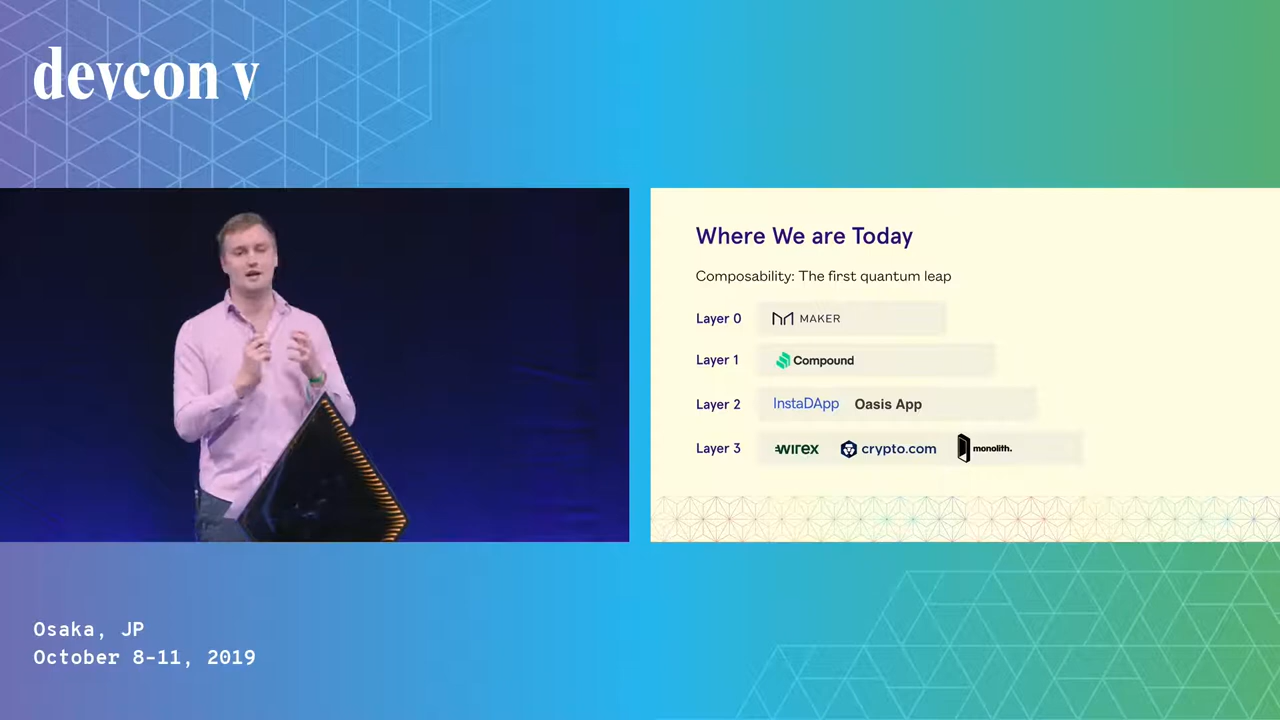 devcon v
Where We are Today
Composability: The first quantum leap
Layer 0 MAKER
Layer 1 Compound
Layer 2 InstaDApp Oasis App
Layer 3 wirex crypto.com monolith.
Osaka, JP
October 8-11, 2019